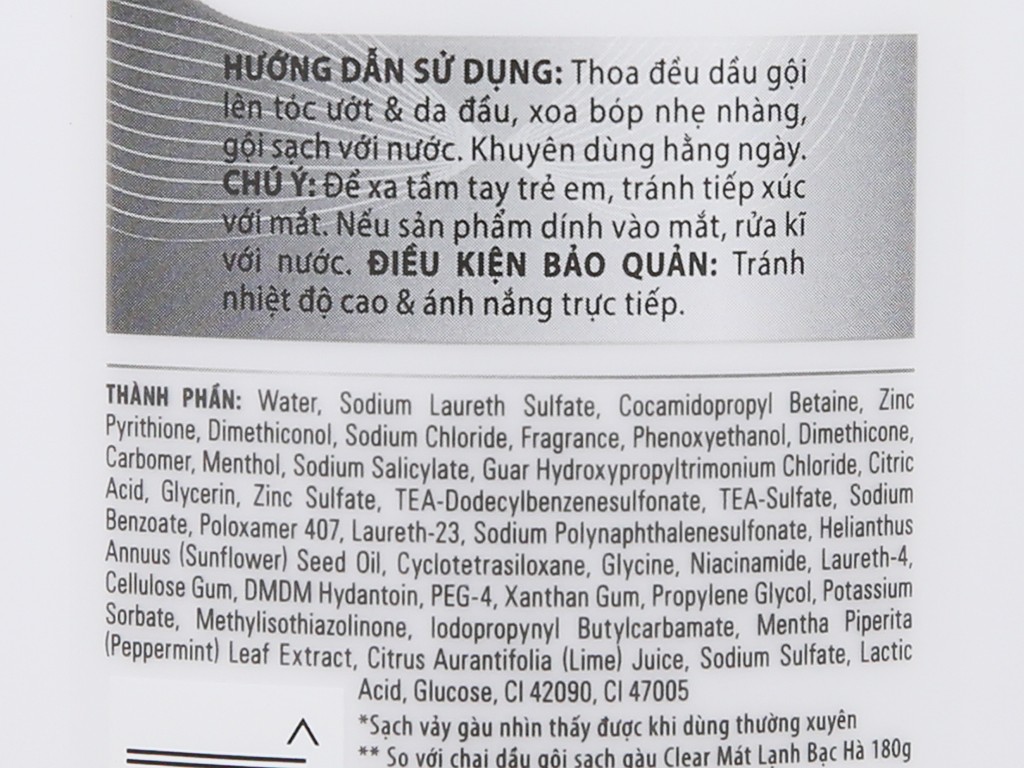 HƯỚNG DẪN SỬ DỤNG: Thoa đều dầu gội
lên tóc ướt & da đầu, xoa bóp nhẹ nhàng,
gội sạch với nước. Khuyên dùng hằng ngày.
CHÚ Ý: Để xa tầm tay trẻ em, tránh tiếp xúc
với mắt. Nếu sản phẩm dính vào mắt, rửa kĩ
với nước. ĐIỀU KIỆN BẢO QUẢN: Tránh
nhiệt độ cao & ánh nắng trực tiếp.
THÀNH PHẦN: Water, Sodium Laureth Sulfate, Cocamidopropyl Betaine, Zinc
Pyrithione, Dimethiconol, Sodium Chloride, Fragrance, Phenoxyethanol, Dimethicone,
Carbomer, Menthol, Sodium Salicylate, Guar Hydroxypropyltrimonium Chloride, Citric
Acid, Glycerin, Zinc Sulfate, TEA-Dodecylbenzenesulfonate, TEA-Sulfate, Sodium
Benzoate, Poloxamer 407, Laureth-23, Sodium Polynaphthalenesulfonate, Helianthus
Annuus (Sunflower) Seed Oil, Cyclotetrasiloxane, Glycine, Niacinamide, Laureth-4,
Cellulose Gum, DMDM Hydantoin, PEG-4, Xanthan Gum, Propylene Glycol, Potassium
Sorbate, Methylisothiazolinone, Iodopropynyl Butylcarbamate, Mentha Piperita
(Peppermint) Leaf Extract, Citrus Aurantifolia (Lime) Juice, Sodium Sulfate, Lactic
Acid, Glucose, CI 42090, CI 47005
*Sạch vảy gàu nhìn thấy được khi dùng thường xuyên
** So với chai dầu gội sạch gàu Clear Mát Lạnh Bạc Hà 180g